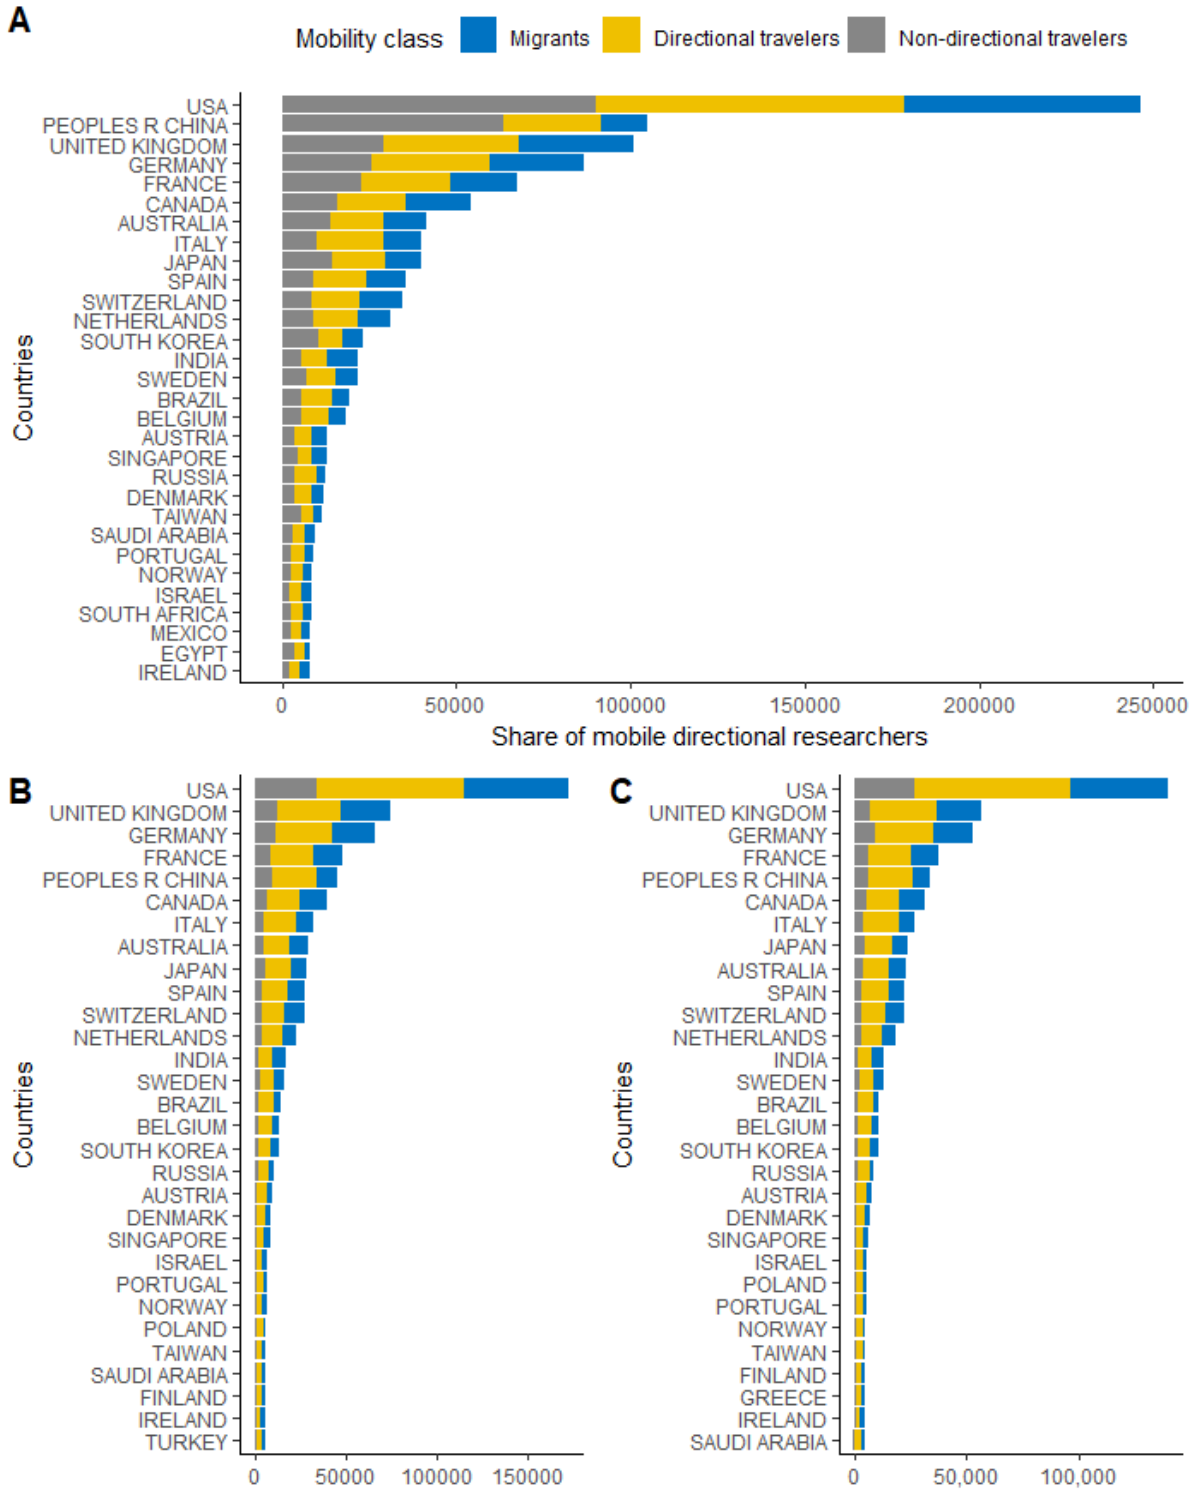 A
Mobility class Migrants Directional travelers Non-directional travelers
USA
PEOPLES R CHINA
UNITED KINGDOM
GERMANY
FRANCE
CANADA
AUSTRALIA
ITALY
JAPAN
SPAIN
SWITZERLAND
NETHERLANDS
SOUTH KOREA
INDIA
SWEDEN
BRAZIL
BELGIUM
AUSTRIA
SINGAPORE
RUSSIA
DENMARK
TAIWAN
SAUDI ARABIA
PORTUGAL
NORWAY
ISRAEL
SOUTH AFRICA
MEXICO
EGYPT
IRELAND
Countries
0 50000 100000 150000 200000 250000
Share of mobile directional researchers
B
USA
UNITED KINGDOM
GERMANY
FRANCE
PEOPLES R CHINA
CANADA
ITALY
AUSTRALIA
JAPAN
SPAIN
SWITZERLAND
NETHERLANDS
INDIA
SWEDEN
BRAZIL
BELGIUM
SOUTH KOREA
RUSSIA
AUSTRIA
DENMARK
SINGAPORE
ISRAEL
PORTUGAL
NORWAY
POLAND
TAIWAN
SAUDI ARABIA
FINLAND
IRELAND
TURKEY
Countries
0 50000 100000 150000
C
USA
UNITED KINGDOM
GERMANY
FRANCE
PEOPLES R CHINA
CANADA
ITALY
JAPAN
AUSTRALIA
SPAIN
SWITZERLAND
NETHERLANDS
INDIA
SWEDEN
BRAZIL
BELGIUM
SOUTH KOREA
RUSSIA
AUSTRIA
DENMARK
SINGAPORE
ISRAEL
POLAND
PORTUGAL
NORWAY
TAIWAN
FINLAND
GREECE
IRELAND
SAUDI ARABIA
Countries
0 50,000 100,000